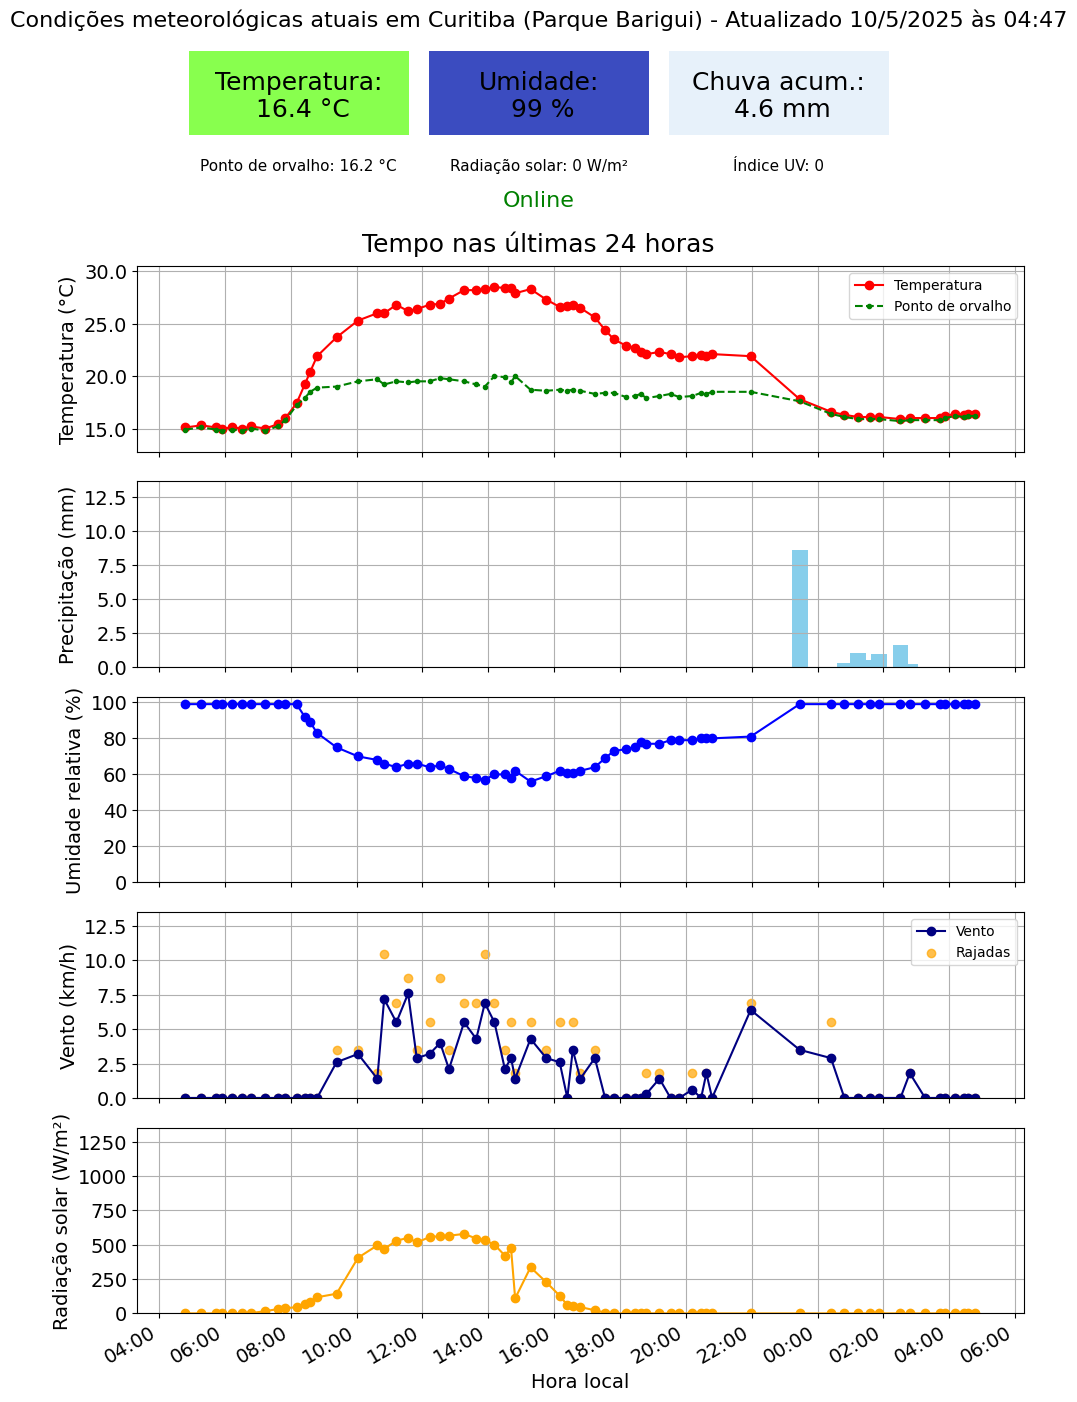 Condições meteorológicas atuais em Curitiba (Parque Barigui) - Atualizado 10/5/2025 às 04:47
Temperatura:
16.4 °C
Umidade:
99 %
Chuva acum.:
4.6 mm
Ponto de orvalho: 16.2 °C
Radiação solar: 0 W/m²
Índice UV: 0
Online
Tempo nas últimas 24 horas
Temperatura (°C)
30.0
25.0
20.0
15.0
Temperatura
Ponto de orvalho
Precipitação (mm)
12.5
10.0
7.5
5.0
2.5
0.0
Umidade relativa (%)
100
80
60
40
20
0
Vento (km/h)
12.5
10.0
7.5
5.0
2.5
0.0
Vento
Rajadas
Radiação solar (W/m²)
1250
1000
750
500
250
0
04:00 06:00 08:00 10:00 12:00 14:00 16:00 18:00 20:00 22:00 00:00 02:00 04:00 06:00
Hora local